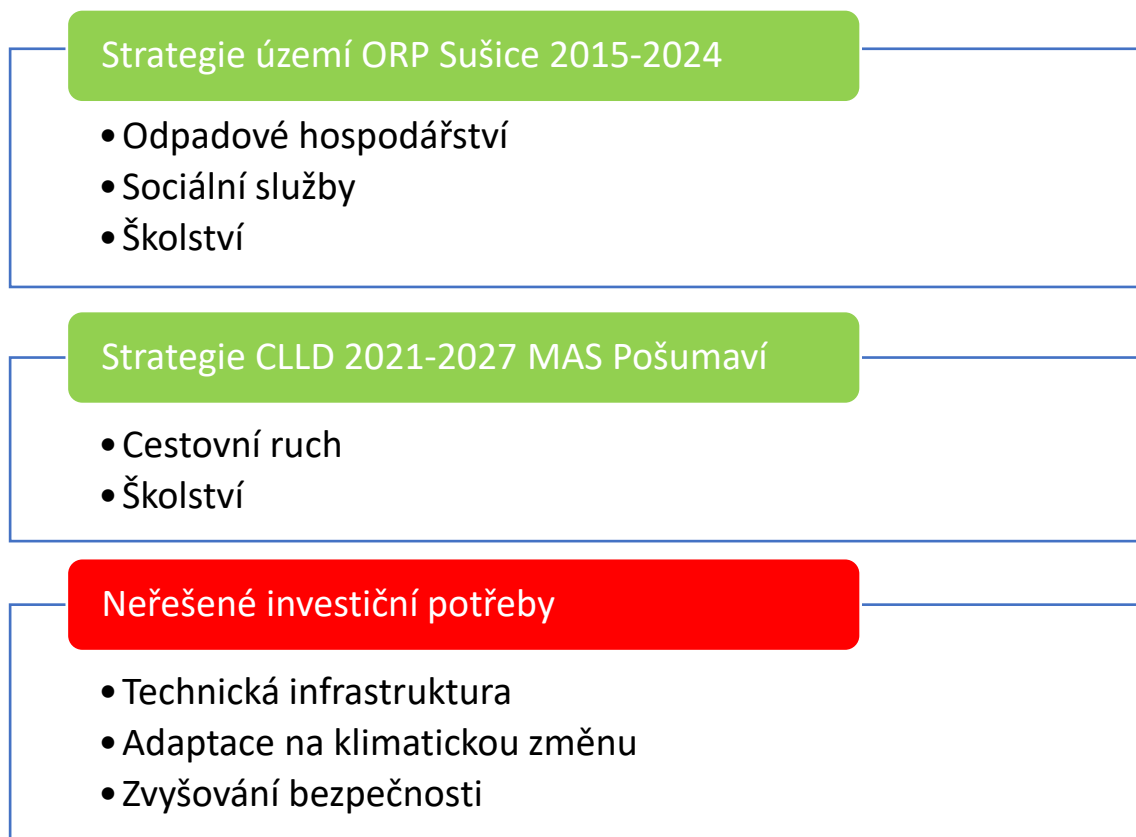 Strategie území ORP Sušice 2015-2024
• Odpadové hospodářství
• Sociální služby
• Školství
Strategie CLLD 2021-2027 MAS Pošumaví
• Cestovní ruch
• Školství
Neřešené investiční potřeby
• Technická infrastruktura
• Adaptace na klimatickou změnu
• Zvyšování bezpečnosti